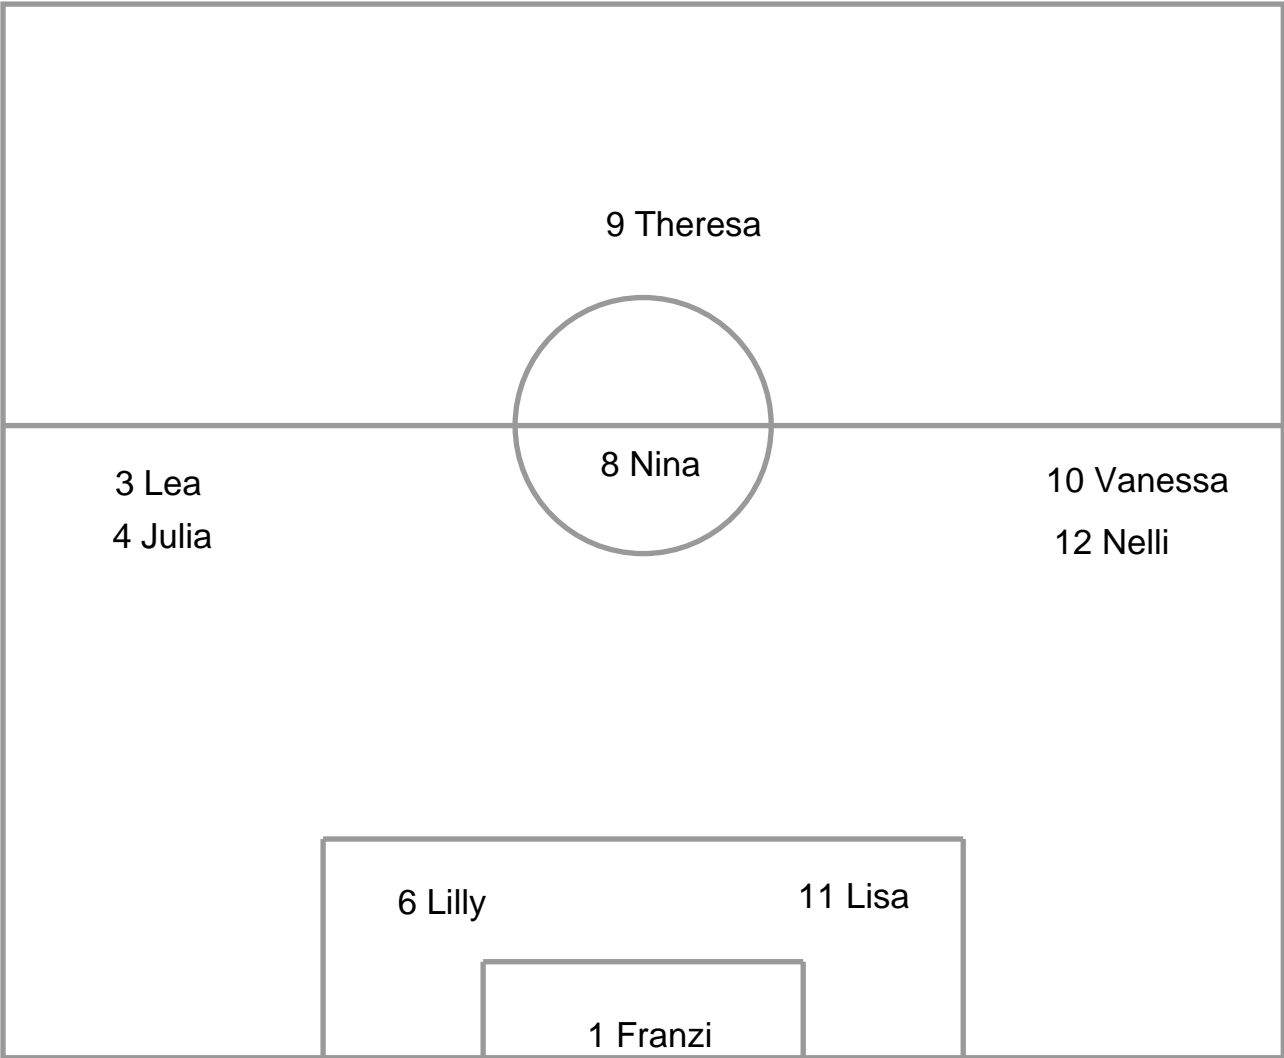 9 Theresa
8 Nina
3 Lea
10 Vanessa
4 Julia
12 Nelli
6 Lilly
11 Lisa
1 Franzi